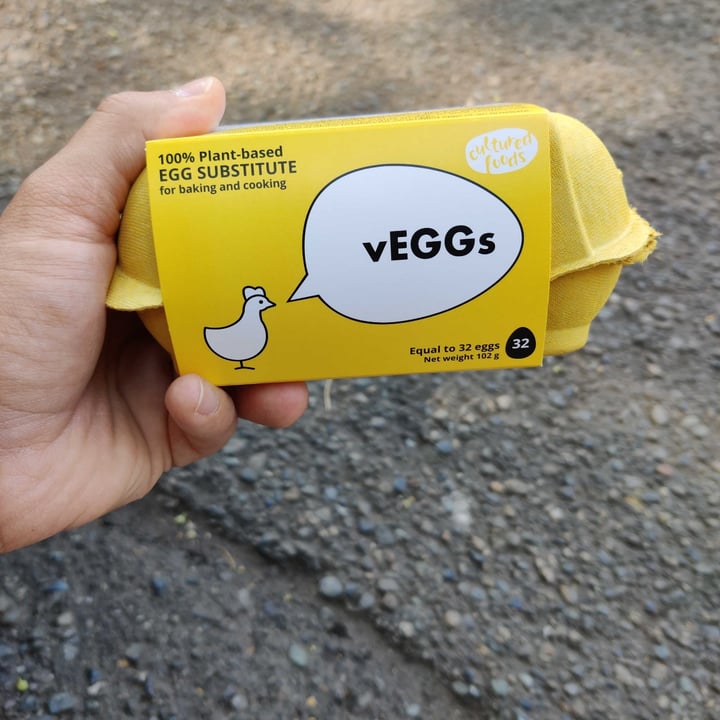 100% Plant-based
EGG SUBSTITUTE
for baking and cooking
cultured
foods
vEGGs
Equal to 32 eggs
Net weight 102 g
32